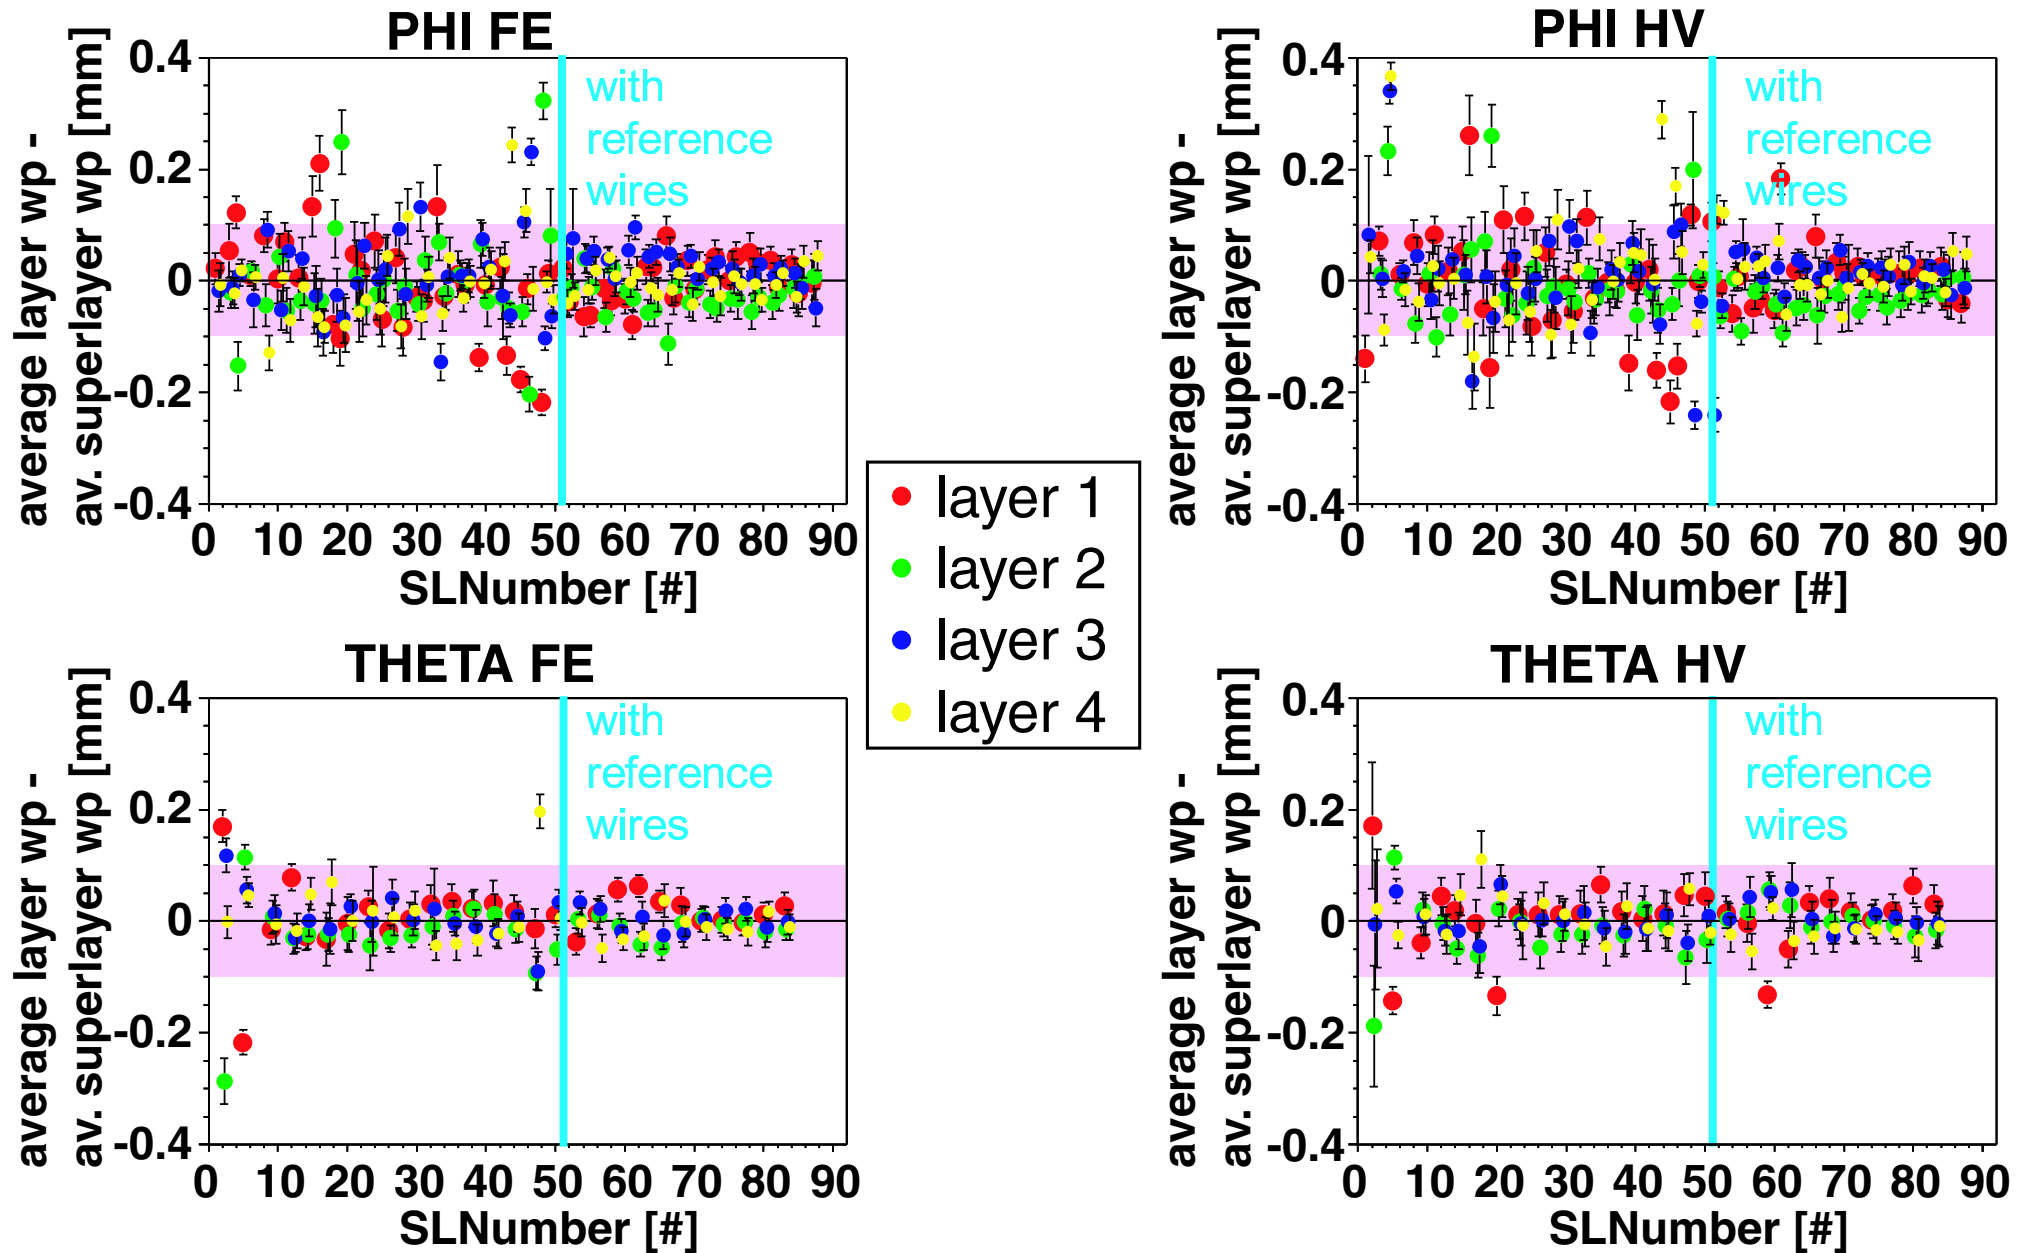 PHI FE
average layer wp -
av. superlayer wp [mm]
0.4
0.2
0
-0.2
-0.4
with
reference
wires
0 10 20 30 40 50 60 70 80 90
SLNumber [#]
PHI HV
average layer wp -
av. superlayer wp [mm]
0.4
0.2
0
-0.2
-0.4
with
reference
wires
0 10 20 30 40 50 60 70 80 90
SLNumber [#]
layer 1
layer 2
layer 3
layer 4
THETA FE
average layer wp -
av. superlayer wp [mm]
0.4
0.2
0
-0.2
-0.4
with
reference
wires
0 10 20 30 40 50 60 70 80 90
SLNumber [#]
THETA HV
average layer wp -
av. superlayer wp [mm]
0.4
0.2
0
-0.2
-0.4
with
reference
wires
0 10 20 30 40 50 60 70 80 90
SLNumber [#]